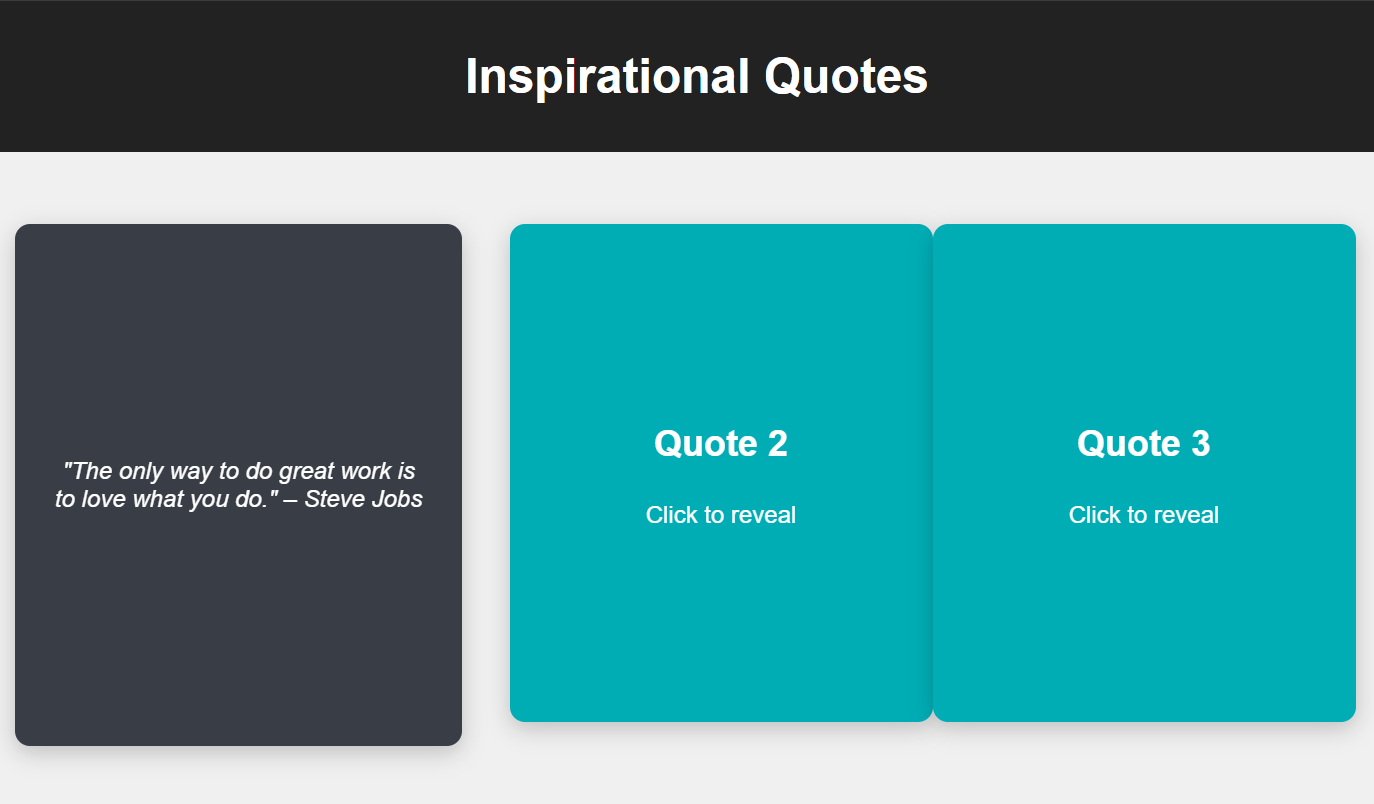 Inspirational Quotes
"The only way to do great work is
to love what you do." – Steve Jobs
Quote 2
Click to reveal
Quote 3
Click to reveal